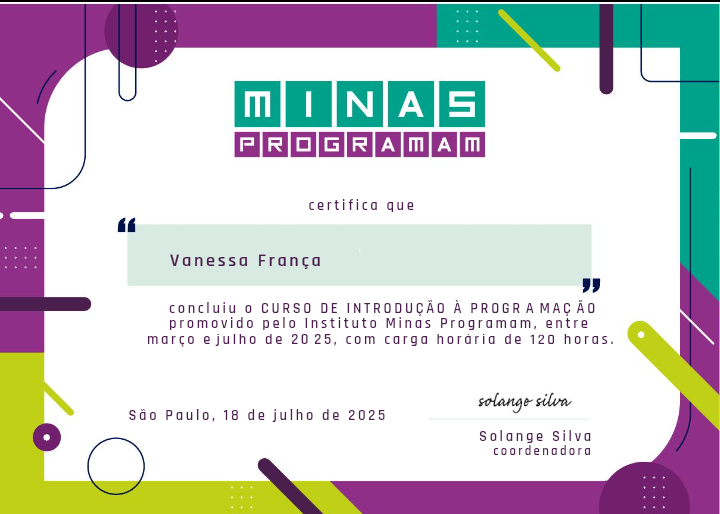 MINAS
PROGRAMAM
certifica que
“
Vanessa França
”
concluiu o CURSO DE INTRODUÇÃO À PROGRAMAÇÃO
promovido pelo Instituto Minas Programam, entre
março e julho de 2025, com carga horária de 120 horas.
solange silva
São Paulo, 18 de julho de 2025
Solange Silva
coordenadora